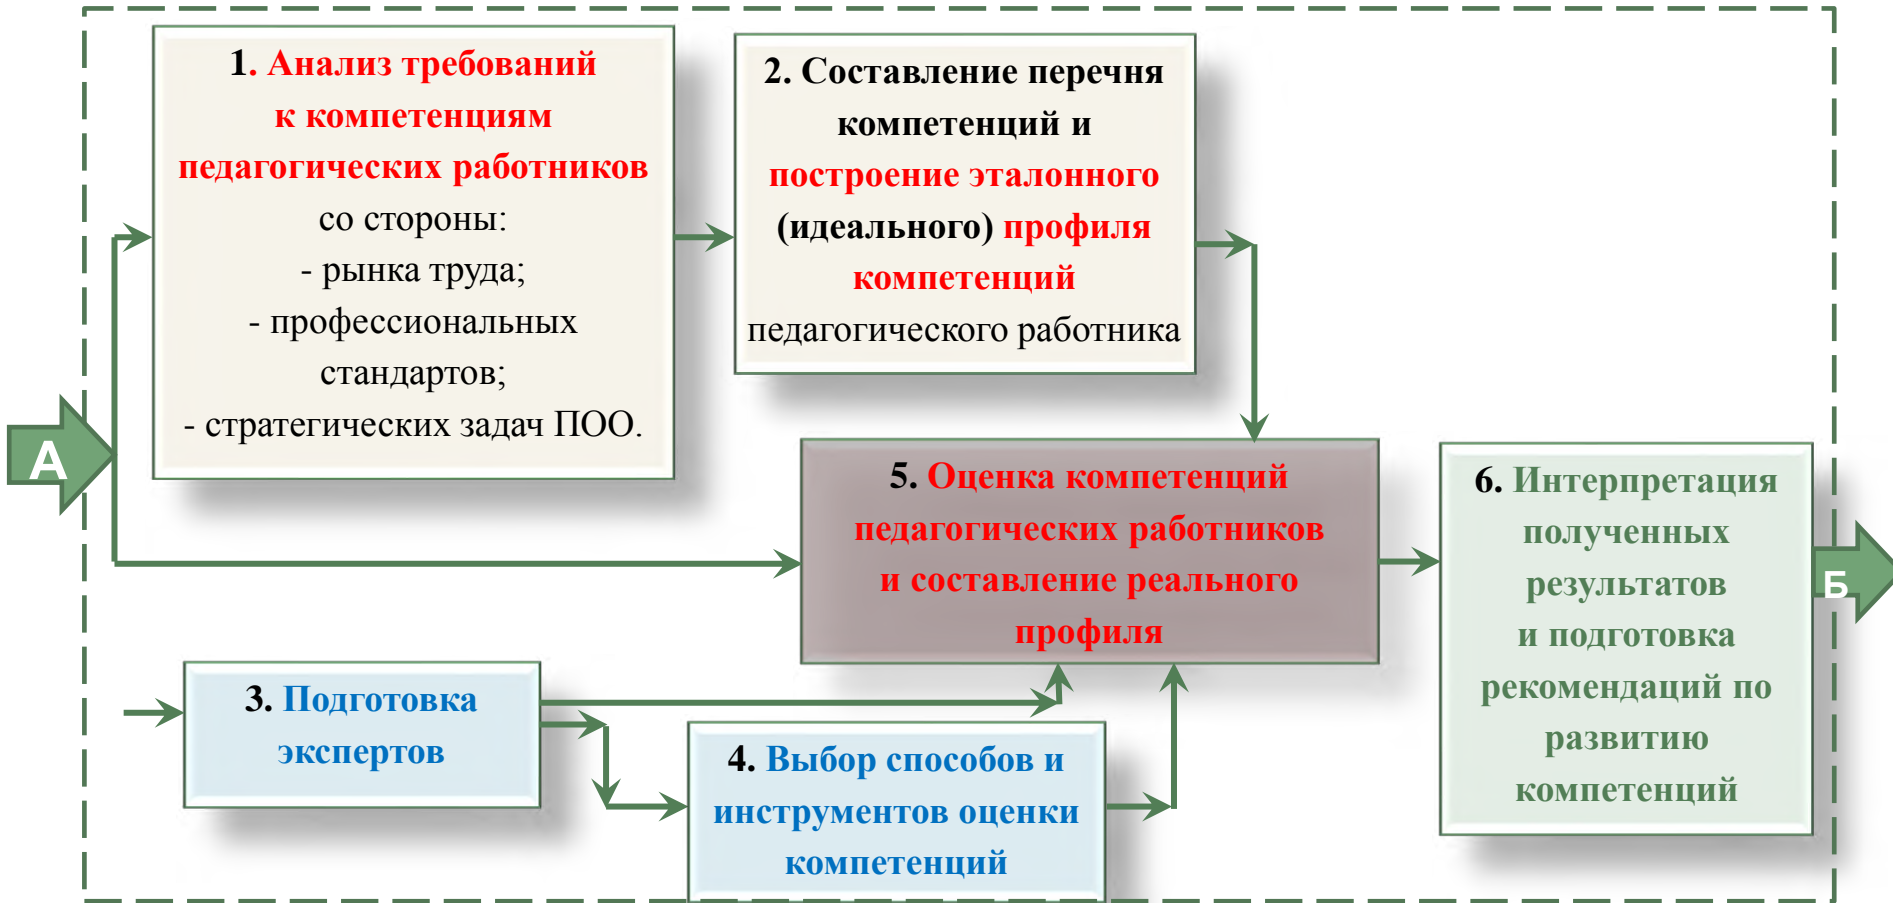 1. Анализ требований
к компетенциям
педагогических работников
со стороны:
- рынка труда;
- профессиональных
стандартов;
- стратегических задач ПОО.
2. Составление перечня
компетенций и
построение эталонного
(идеального) профиля
компетенций
педагогического работника
А
5. Оценка компетенций
педагогических работников
и составление реального
профиля
6. Интерпретация
полученных
результатов
и подготовка
рекомендаций по
развитию
компетенций
Б
3. Подготовка
экспертов
4. Выбор способов и
инструментов оценки
компетенций